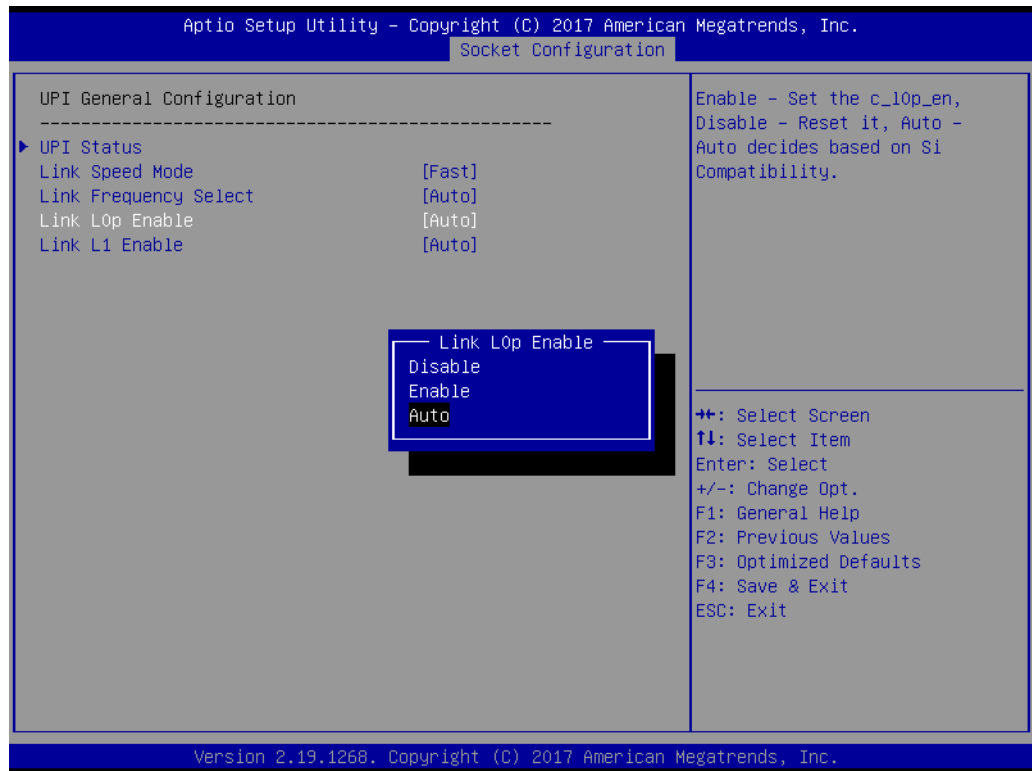 Aptio Setup Utility – Copyright (C) 2017 American Megatrends, Inc.
Socket Configuration
UPI General Configuration
--------------------------------------------------
UPI Status
Link Speed Mode [Fast]
Link Frequency Select [Auto]
Link L0p Enable [Auto]
Link L1 Enable [Auto]
Enable – Set the c_l0p_en,
Disable – Reset it, Auto –
Auto decides based on Si
Compatibility.
Link L0p Enable
Disable
Enable
Auto
→←: Select Screen
↑↓: Select Item
Enter: Select
+/-: Change Opt.
F1: General Help
F2: Previous Values
F3: Optimized Defaults
F4: Save & Exit
ESC: Exit
Version 2.19.1268. Copyright (C) 2017 American Megatrends, Inc.